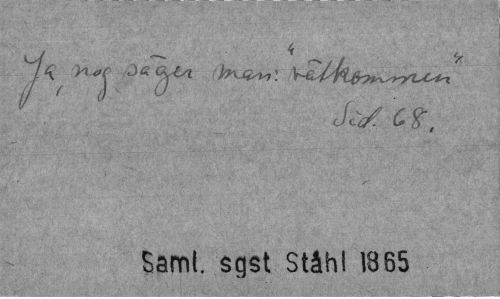 Ja, nog säger man: "välkommen"
Sid. 68.
Saml. sgst Ståhl 1865